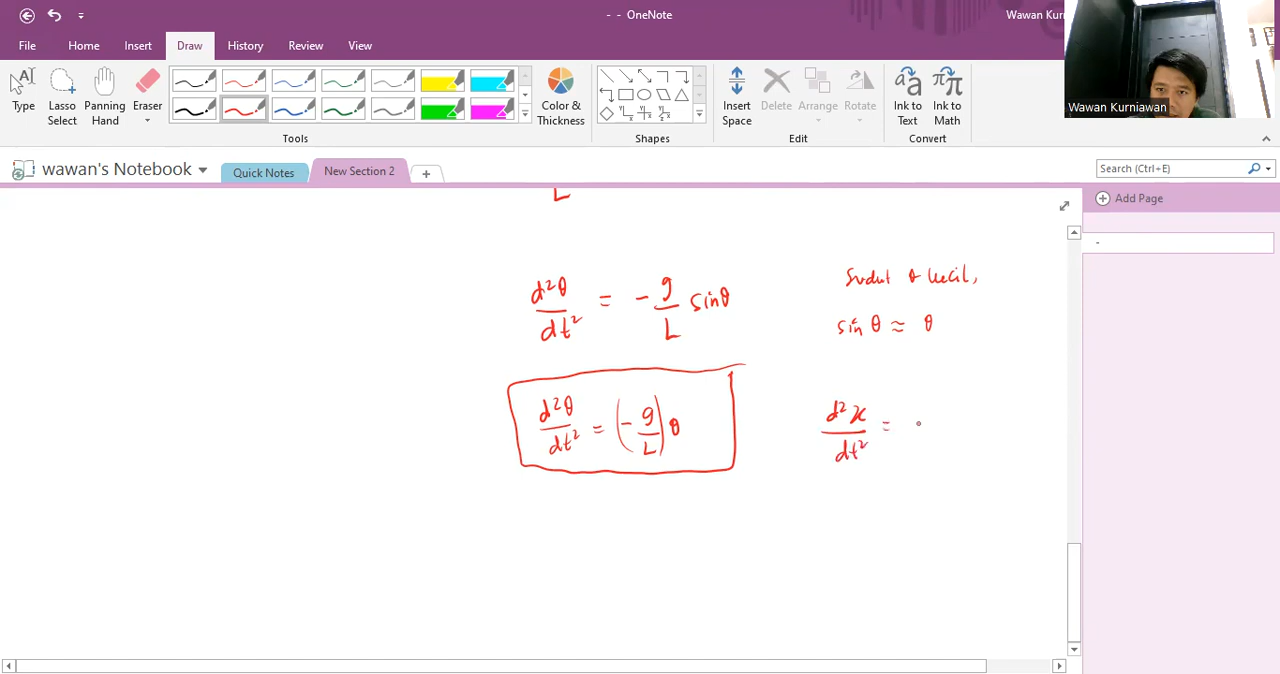 - - OneNote
Wawan Kurni
File Home Insert Draw History Review View
Type Lasso Select Panning Hand Eraser Color & Thickness Insert Space Delete Arrange Rotate Ink to Text Ink to Math
Tools Shapes Edit Convert
Wawan Kurniawan
wawan's Notebook Quick Notes New Section 2 +
Search (Ctrl+E)
Add Page
-
L
Sudut θ kecil,
d²θ/dt² = - g/L sinθ
sin θ ≈ θ
d²θ/dt² = (- g/L) θ
d²x/dt² =